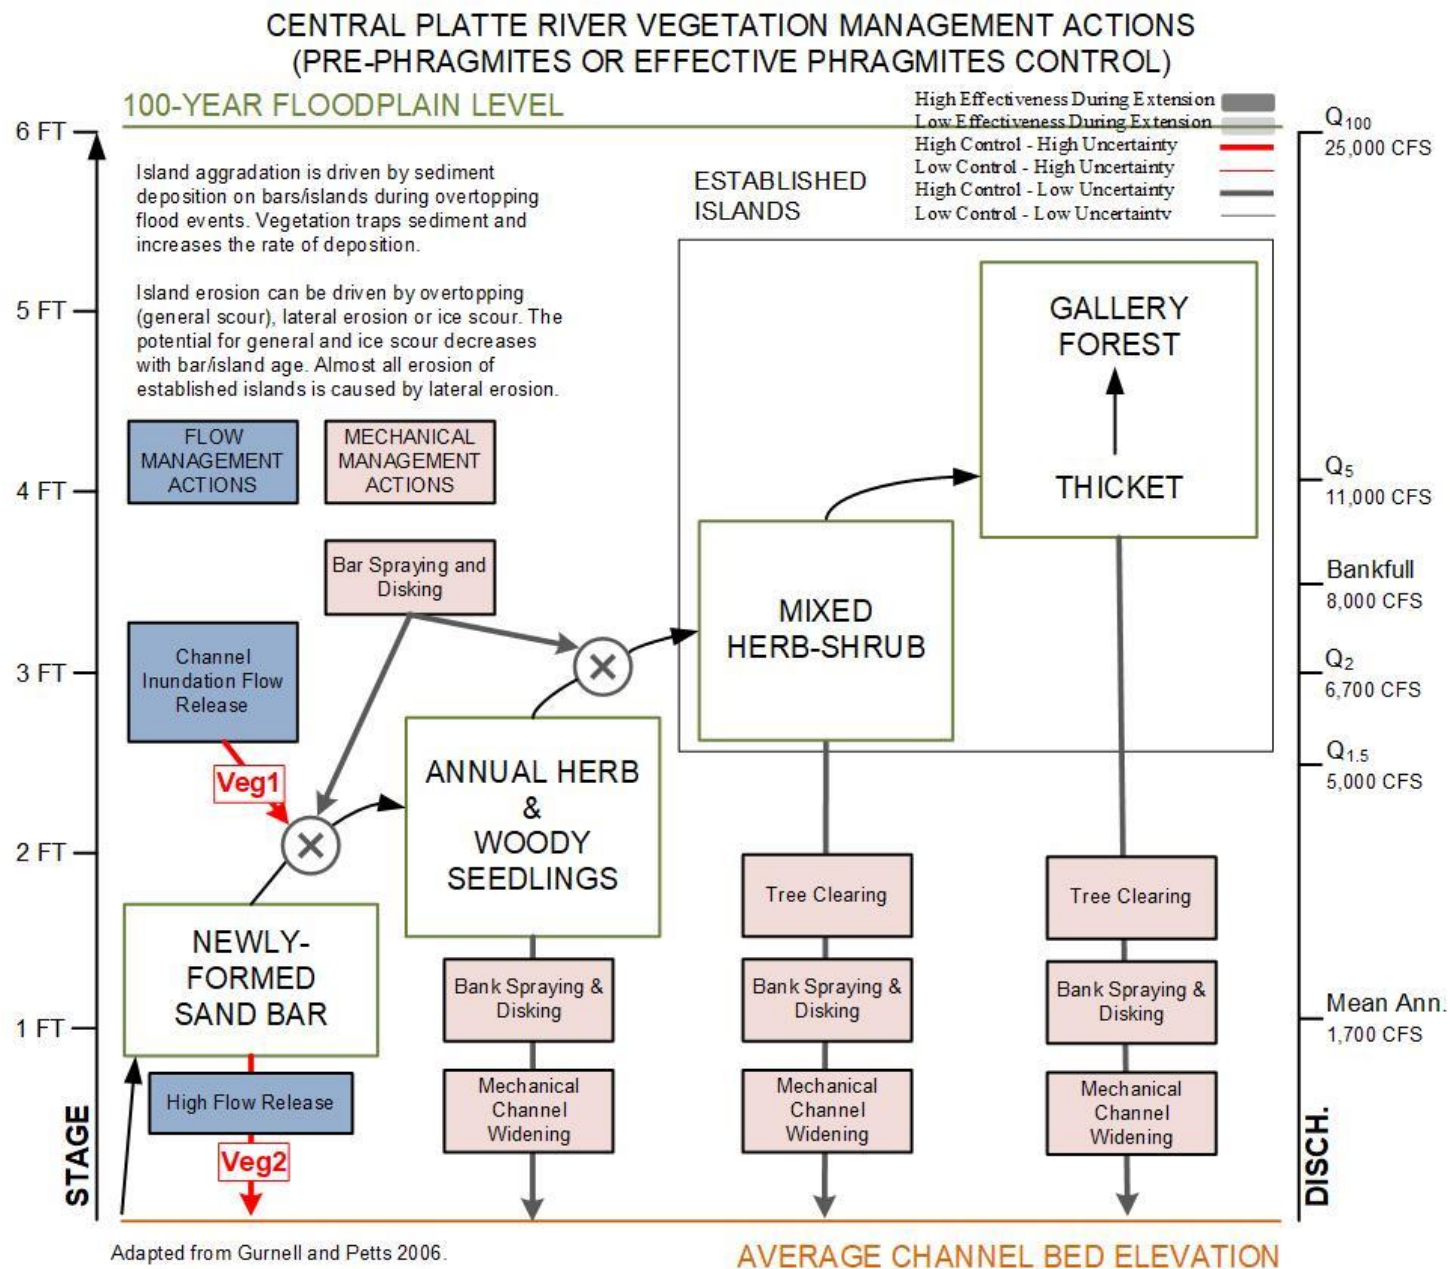 CENTRAL PLATTE RIVER VEGETATION MANAGEMENT ACTIONS
(PRE-PHRAGMITES OR EFFECTIVE PHRAGMITES CONTROL)
100-YEAR FLOODPLAIN LEVEL
High Effectiveness During Extension
Low Effectiveness During Extension
High Control - High Uncertainty
Low Control - High Uncertainty
High Control - Low Uncertainty
Low Control - Low Uncertainty
6 FT
5 FT
4 FT
3 FT
2 FT
1 FT
STAGE
Island aggradation is driven by sediment
deposition on bars/islands during overtopping
flood events. Vegetation traps sediment and
increases the rate of deposition.
Island erosion can be driven by overtopping
(general scour), lateral erosion or ice scour. The
potential for general and ice scour decreases
with bar/island age. Almost all erosion of
established islands is caused by lateral erosion.
FLOW
MANAGEMENT
ACTIONS
MECHANICAL
MANAGEMENT
ACTIONS
Bar Spraying and
Disking
Channel
Inundation Flow
Release
Veg1
NEWLY-
FORMED
SAND BAR
High Flow Release
Veg2
ANNUAL HERB
&
WOODY
SEEDLINGS
Bank Spraying &
Disking
Mechanical
Channel
Widening
ESTABLISHED
ISLANDS
MIXED
HERB-SHRUB
Tree Clearing
Bank Spraying &
Disking
Mechanical
Channel
Widening
GALLERY
FOREST
THICKET
Tree Clearing
Bank Spraying &
Disking
Mechanical
Channel
Widening
Q100
25,000 CFS
Q5
11,000 CFS
Bankfull
8,000 CFS
Q2
6,700 CFS
Q1.5
5,000 CFS
Mean Ann.
1,700 CFS
DISCH.
Adapted from Gurnell and Petts 2006.
AVERAGE CHANNEL BED ELEVATION